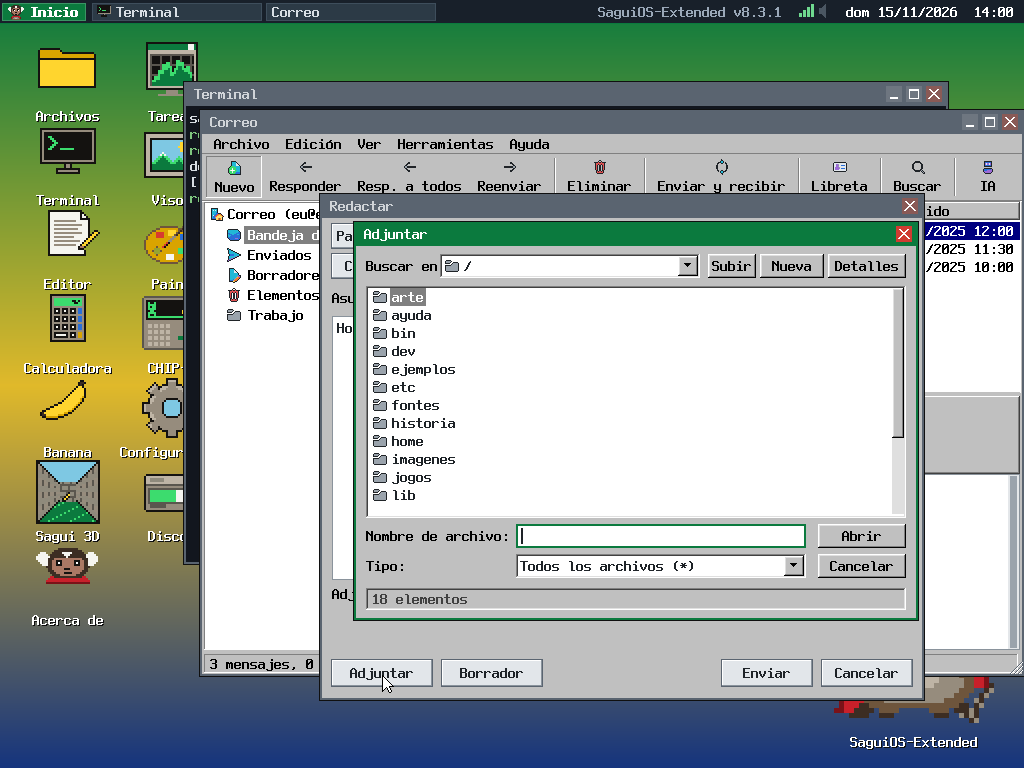 Inicio
Terminal
Correo
SaguiOS-Extended v8.3.1
dom 15/11/2026 14:00
Archivos
Terminal
Editor
Calculadora
Banana
Sagui 3D
Acerca de
Terminal
Correo
Archivo Edición Ver Herramientas Ayuda
Nuevo Responder Resp. a todos Reenviar Eliminar Enviar y recibir Libreta Buscar IA
Enviados
Trabajo
/2025 12:00
/2025 11:30
/2025 10:00
3 mensajes, 0
Redactar
Adjuntar
Buscar en / Subir Nueva Detalles
arte
ayuda
bin
dev
ejemplos
etc
fontes
historia
home
imagenes
jogos
lib
Nombre de archivo: Abrir
Tipo: Todos los archivos (*) Cancelar
18 elementos
Adjuntar Borrador Enviar Cancelar
SaguiOS-Extended